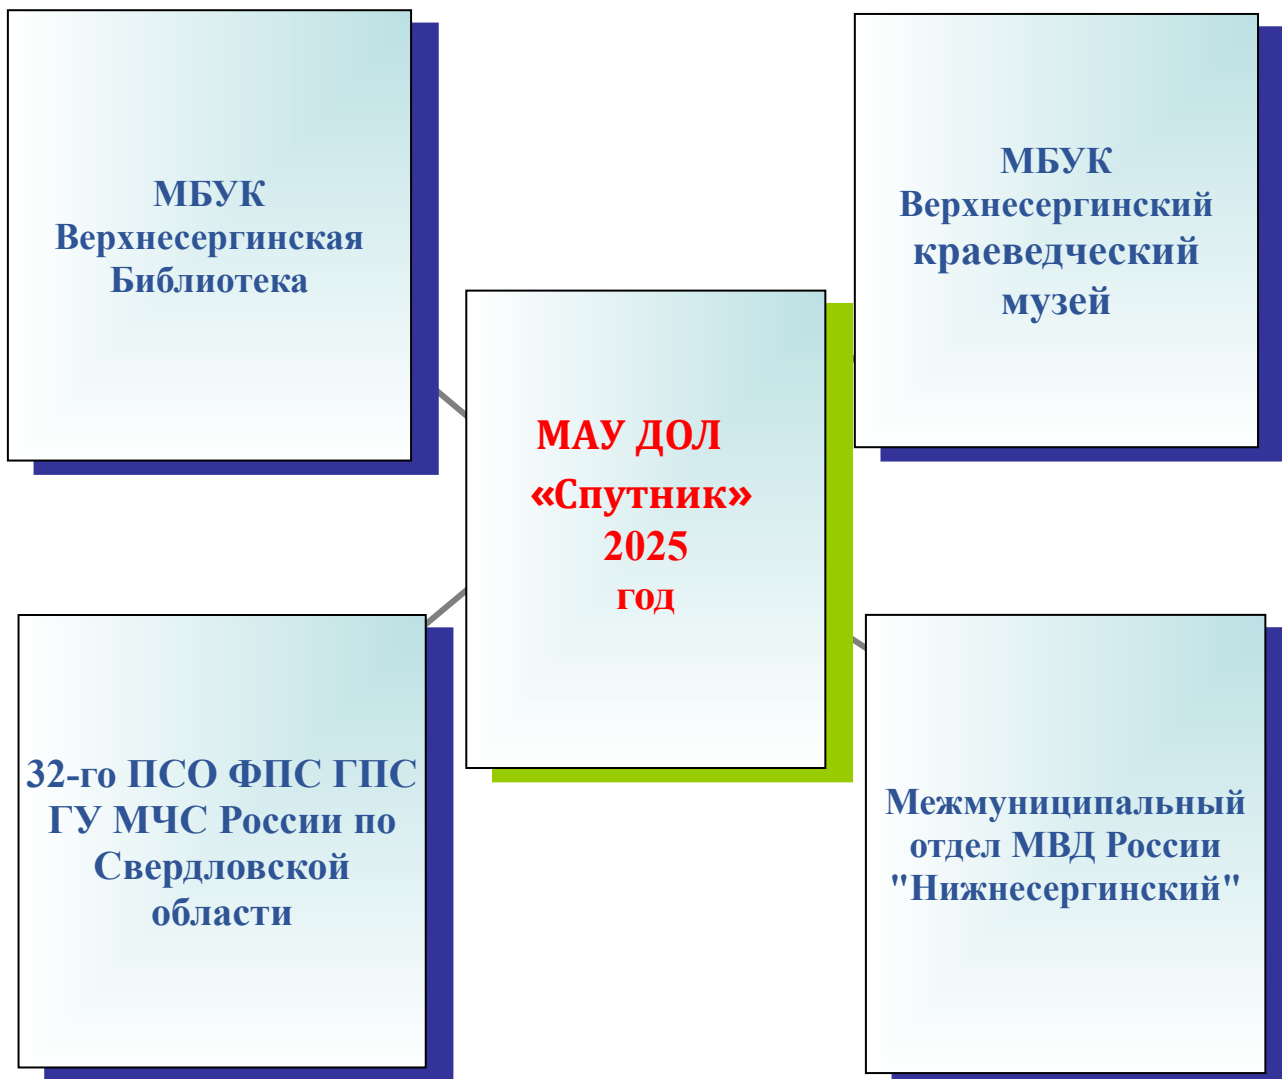 МБУК
Верхнесергинская
Библиотека
МБУК
Верхнесергинский
краеведческий
музей
МАУ ДОЛ
«Спутник»
2025
год
32-го ПСО ФПС ГПС
ГУ МЧС России по
Свердловской
области
Межмуниципальный
отдел МВД России
"Нижнесергинский"